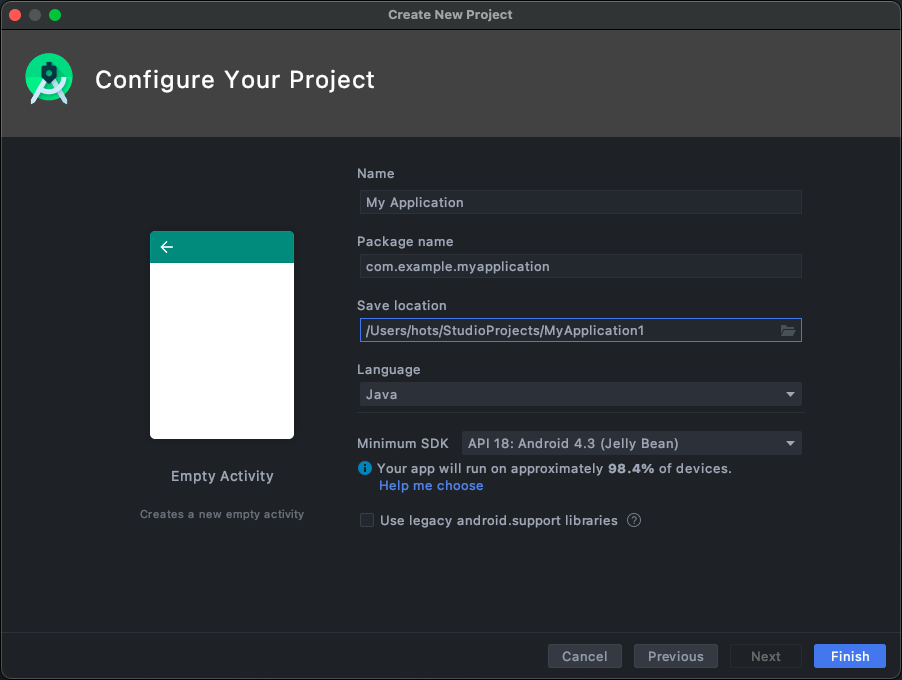 Create New Project
Configure Your Project
Name
My Application
Package name
com.example.myapplication
Save location
/Users/hots/StudioProjects/MyApplication1
Language
Java
Minimum SDK API 18: Android 4.3 (Jelly Bean)
Your app will run on approximately 98.4% of devices.
Help me choose
Use legacy android.support libraries ?
Empty Activity
Creates a new empty activity
Cancel Previous Next Finish